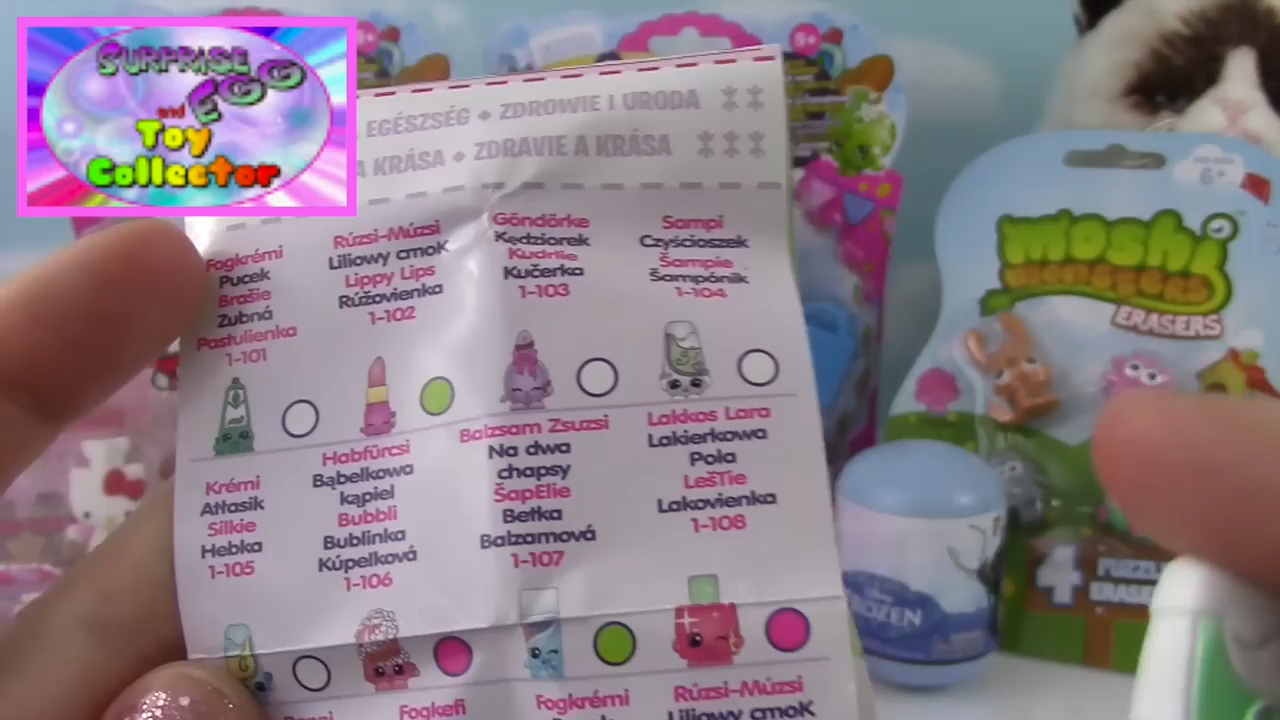 SURPRISE
and EGG
Toy
Collector
EGÉSZSÉG ◆ ZDROWIE I URODA
A KRÁSA ◆ ZDRAVIE A KRÁSA
Fogkrémi
Pucek
Brašie
Zubná
Pastulienka
1-101
Rúzsi-Múzsi
Liliowy cmoK
Lippy Lips
Růžovienka
1-102
Göndörke
Kędziorek
Kudrlie
Kučerka
1-103
Sampi
Czyścioszek
Šampie
Šampónik
1-104
Krémi
Atłasik
Silkie
Hebka
1-105
Habfürcsi
Bąbelkowa
kąpiel
Bubbli
Bublinka
Kúpelková
1-106
Balzsam Zsuzsi
Na dwa
chapsy
ŠapElie
Betka
Balzamová
1-107
Lakkos Lara
Lakierkowa
Pola
LešTie
Lakovienka
1-108
Fogkefi
Fogkrémi
Rúzsi-Múzsi
Liliowy cmoK
5+
6+
moshi
monsters
ERASERS
4 PUZZLE
ERASE
FROZEN